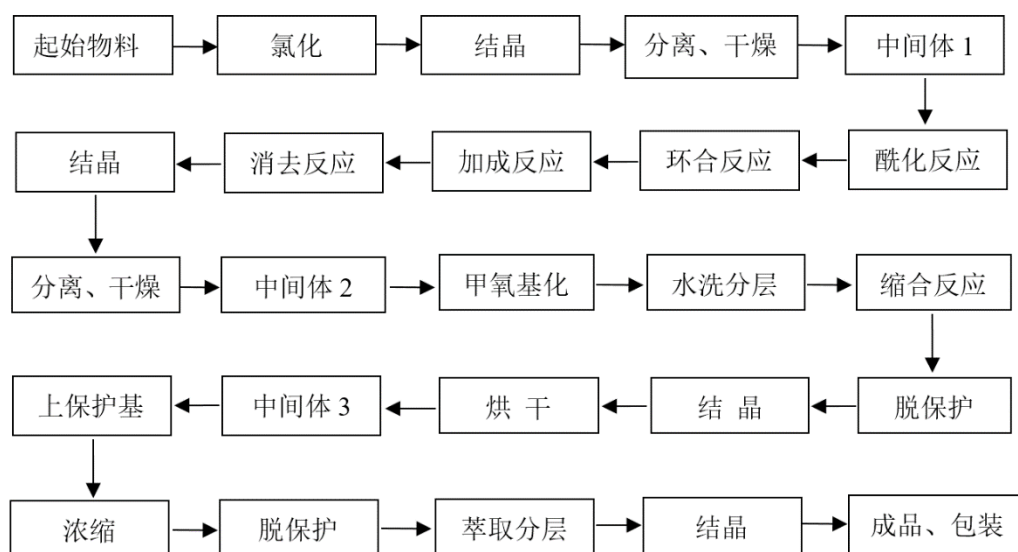 起始物料 氯化 结晶 分离、干燥 中间体 1
结晶 消去反应 加成反应 环合反应 酰化反应
分离、干燥 中间体 2 甲氧基化 水洗分层 缩合反应
上保护基 中间体 3 烘 干 结 晶 脱保护
浓缩 脱保护 萃取分层 结晶 成品、包装